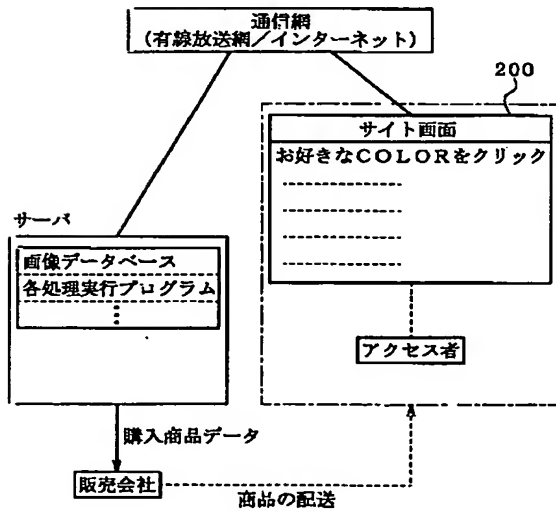 通信網
(有線放送網/インターネット)
200
サイト画面
お好きなCOLORをクリック
サーバ
画像データベース
各処理実行プログラム
アクセス者
購入商品データ
販売会社
商品の配送